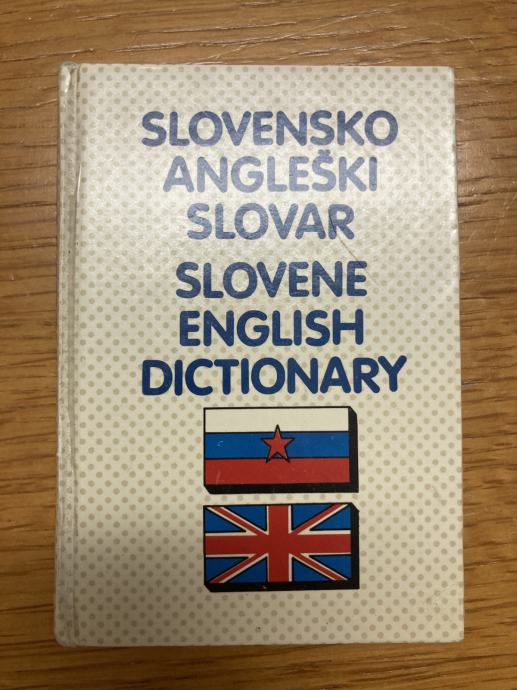 SLOVENSKO
ANGLEŠKI
SLOVAR
SLOVENE
ENGLISH
DICTIONARY